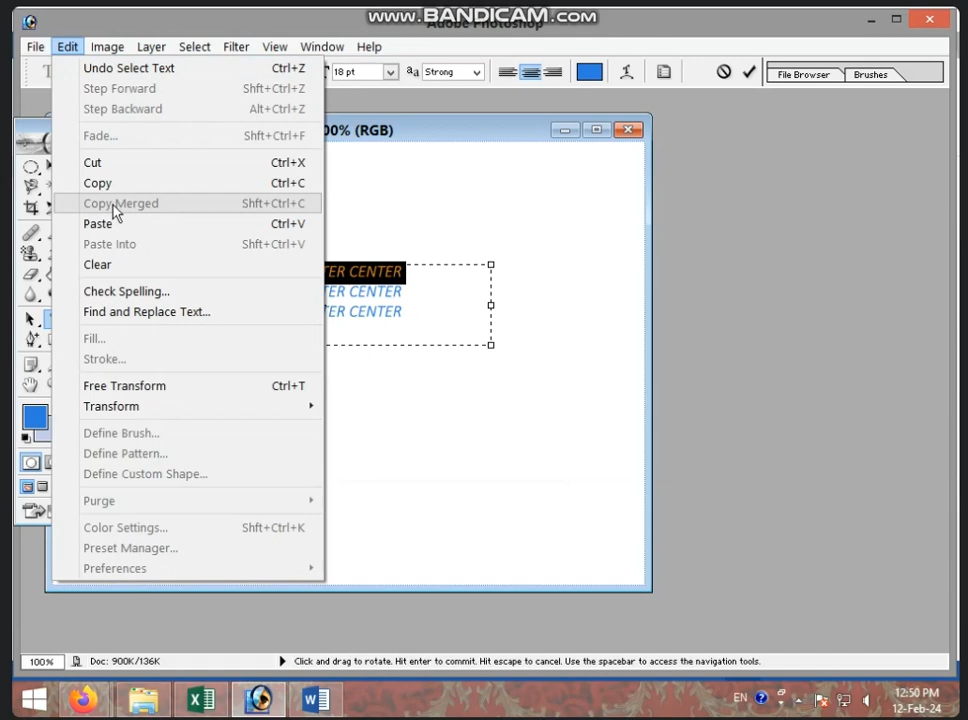 WWW.BANDICAM.COM
Adobe Photoshop
File Edit Image Layer Select Filter View Window Help
18 pt aa Strong File Browser Brushes
Undo Select Text Ctrl+Z
Step Forward Shft+Ctrl+Z
Step Backward Alt+Ctrl+Z
Fade... Shft+Ctrl+F
00% (RGB)
Cut Ctrl+X
Copy Ctrl+C
Copy Merged Shft+Ctrl+C
Paste Ctrl+V
Paste Into Shft+Ctrl+V
Clear
TER CENTER
Check Spelling...
TER CENTER
Find and Replace Text...
TER CENTER
Fill...
Stroke...
Free Transform Ctrl+T
Transform
Define Brush...
Define Pattern...
Define Custom Shape...
Purge
Color Settings... Shft+Ctrl+K
Preset Manager...
Preferences
100% Doc: 900K/136K Click and drag to rotate. Hit enter to commit. Hit escape to cancel. Use the spacebar to access the navigation tools.
EN 12:50 PM
12-Feb-24